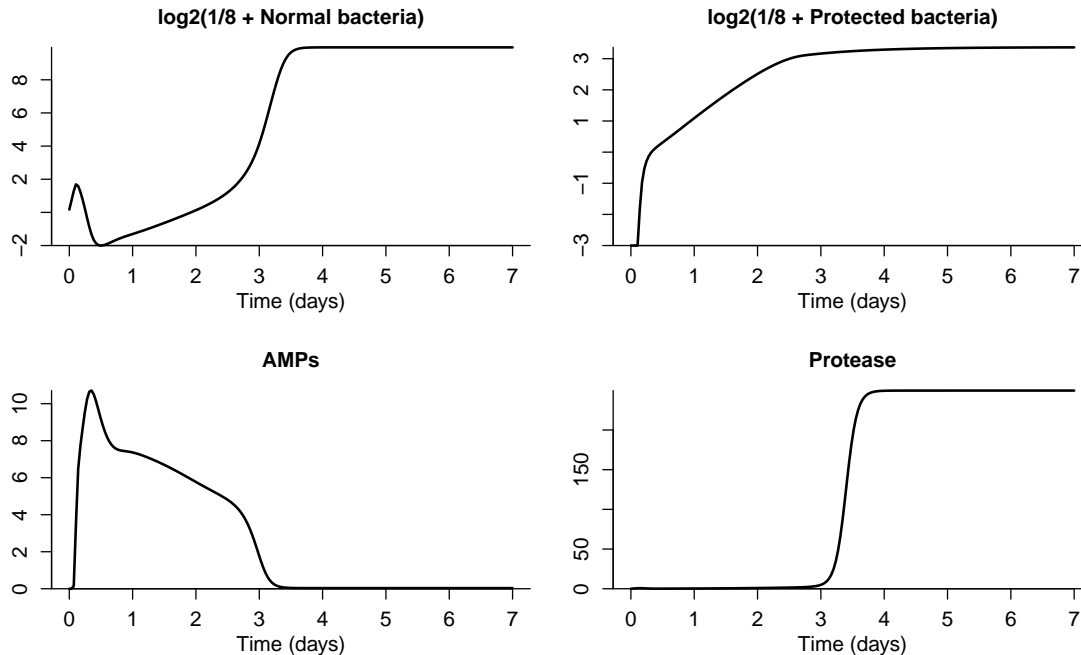 log2(1/8 + Normal bacteria)
8
6
4
2
−2
0 1 2 3 4 5 6 7
Time (days)
log2(1/8 + Protected bacteria)
3
2
1
−1
−3
0 1 2 3 4 5 6 7
Time (days)
AMPs
10
8
6
4
2
0
0 1 2 3 4 5 6 7
Time (days)
Protease
150
50
0
0 1 2 3 4 5 6 7
Time (days)